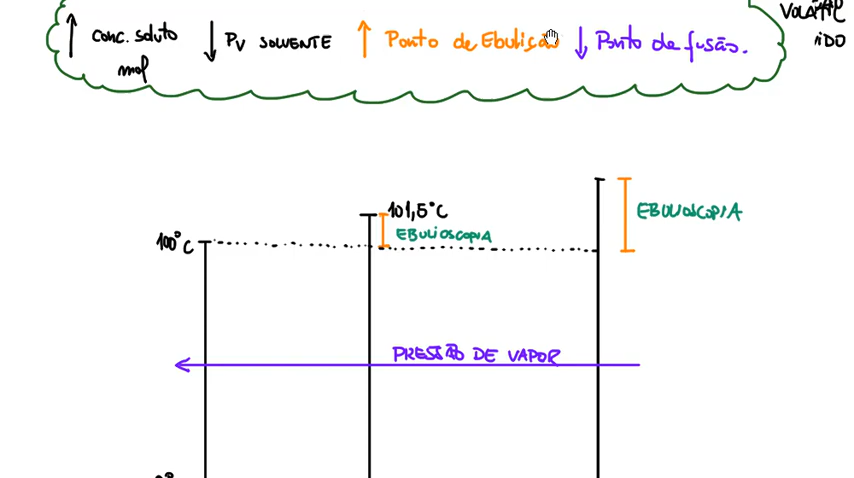 ↑ Conc. soluto mol ↓ Pv SOLVENTE ↑ Ponto de Ebulição ↓ Ponto de fusão.
VOLÁTIL
101,5°C
EBULIOSCOPIA
EBULIOSCOPIA
100°C
PRESSÃO DE VAPOR